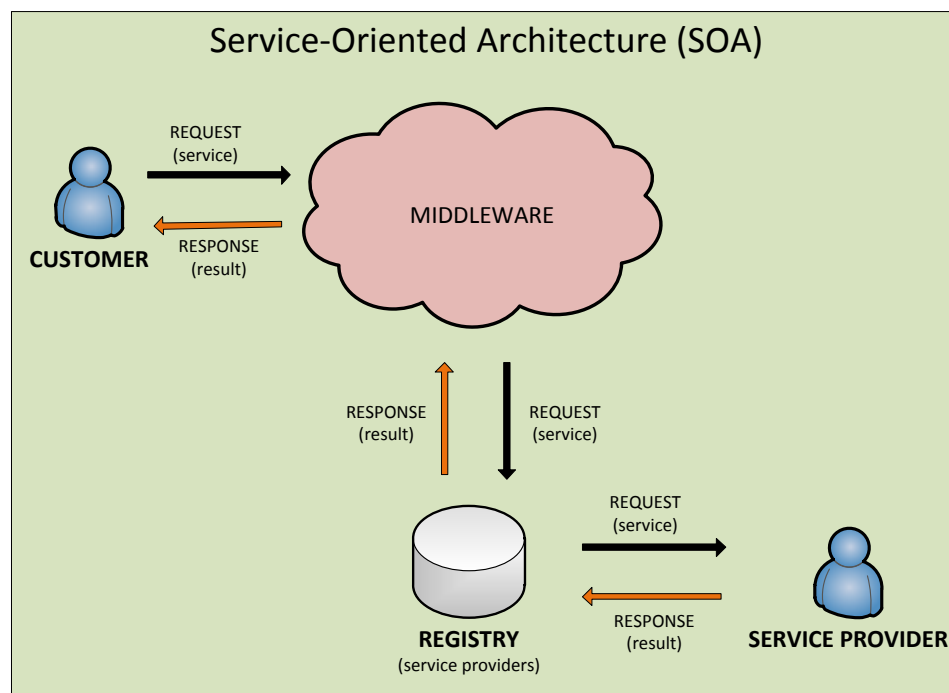 Service-Oriented Architecture (SOA)
REQUEST
(service)
MIDDLEWARE
RESPONSE
(result)
CUSTOMER
RESPONSE
(result)
REQUEST
(service)
REQUEST
(service)
RESPONSE
(result)
REGISTRY
(service providers)
SERVICE PROVIDER